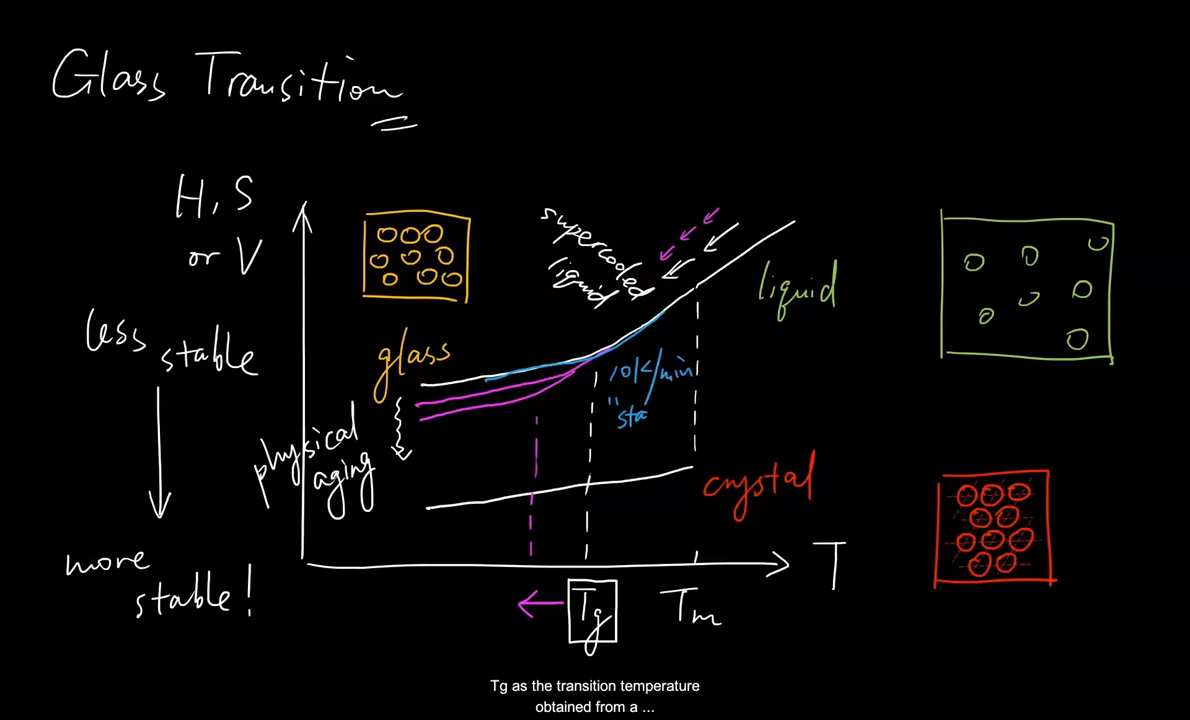 Glass Transition
H, S
or V
less
stable
more
stable!
glass
physical
aging
supercooled
liquid
liquid
10K/min
"sta
crystal
T
Tg
Tm
Tg as the transition temperature
obtained from a ...